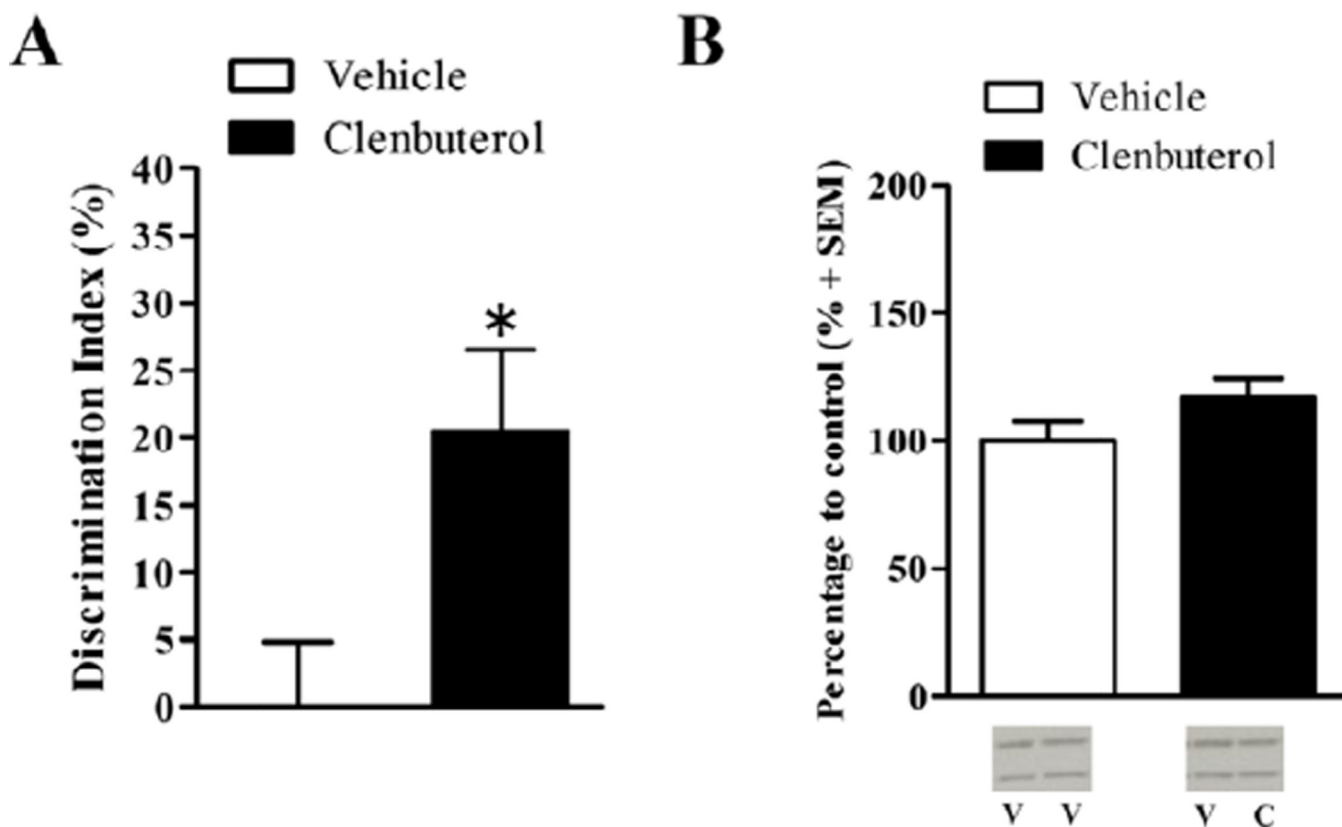 A
Vehicle
Clenbuterol
Discrimination Index (%)
40
35
30
25
20
15
10
5
0
*
B
Vehicle
Clenbuterol
Percentage to control (% + SEM)
200
150
100
50
0
V V
V C